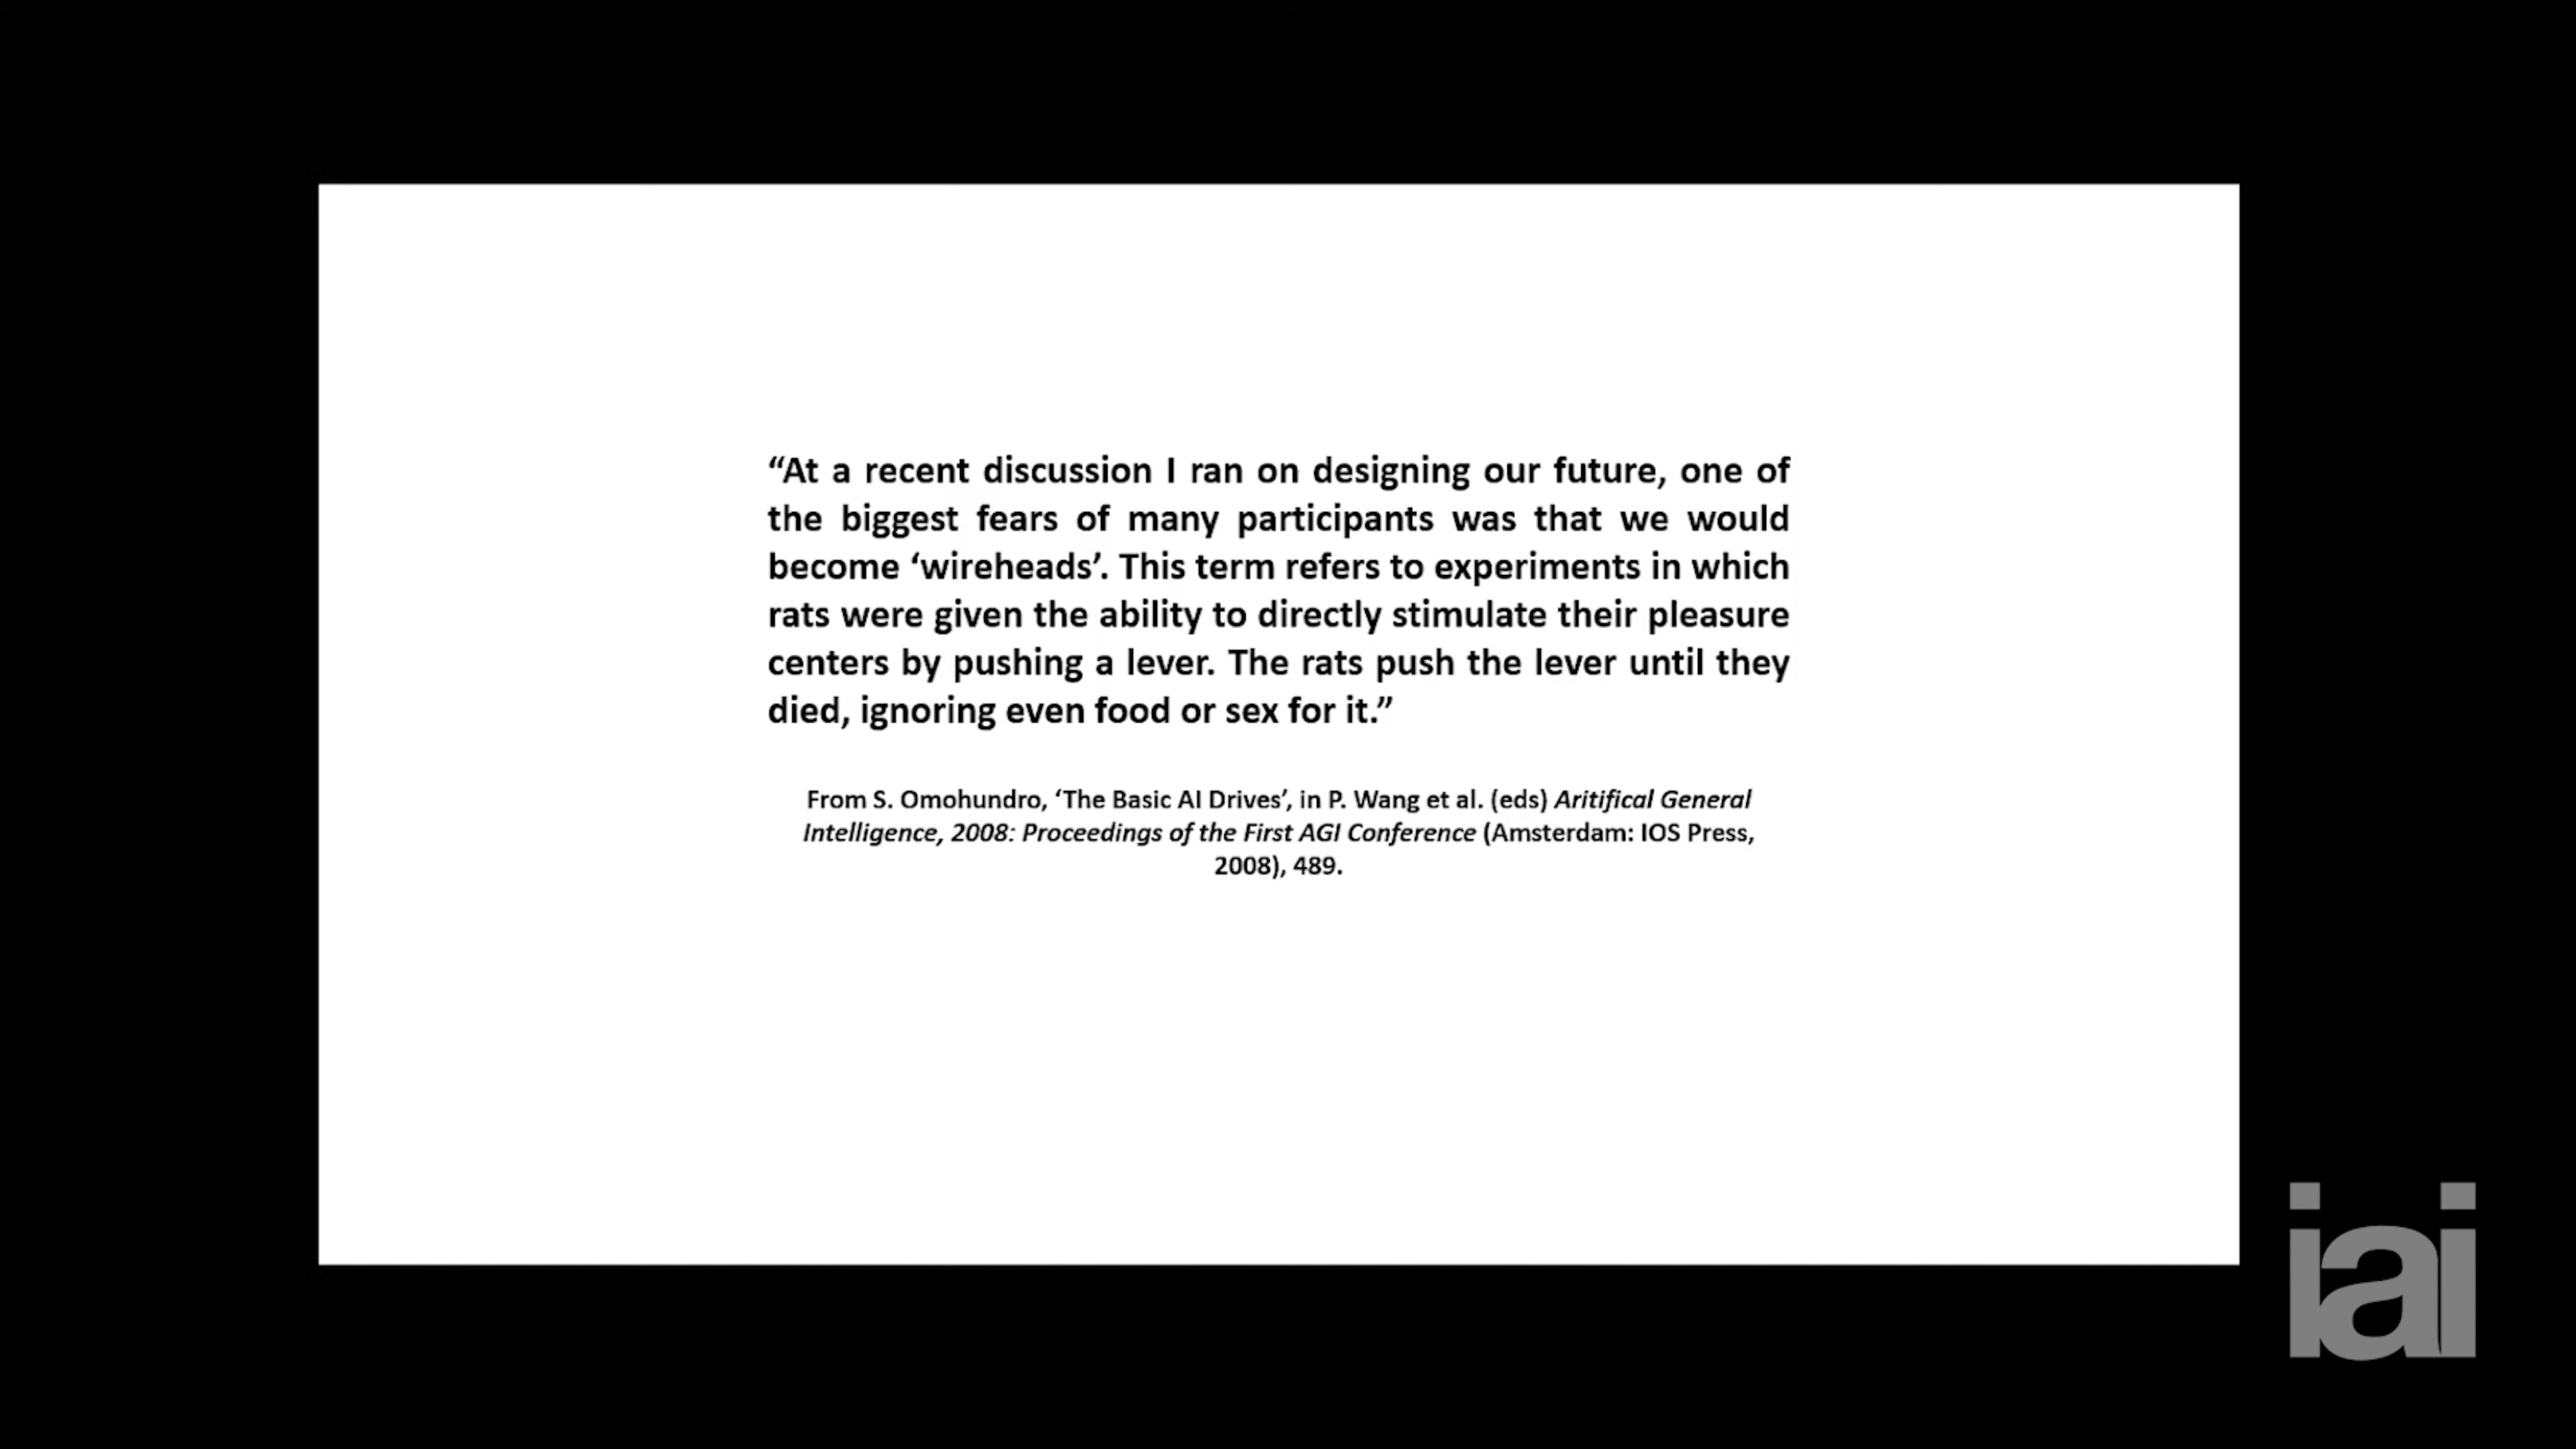 “At a recent discussion I ran on designing our future, one of
the biggest fears of many participants was that we would
become ‘wireheads’. This term refers to experiments in which
rats were given the ability to directly stimulate their pleasure
centers by pushing a lever. The rats push the lever until they
died, ignoring even food or sex for it.”
From S. Omohundro, ‘The Basic AI Drives’, in P. Wang et al. (eds) Aritifical General
Intelligence, 2008: Proceedings of the First AGI Conference (Amsterdam: IOS Press,
2008), 489.
iai